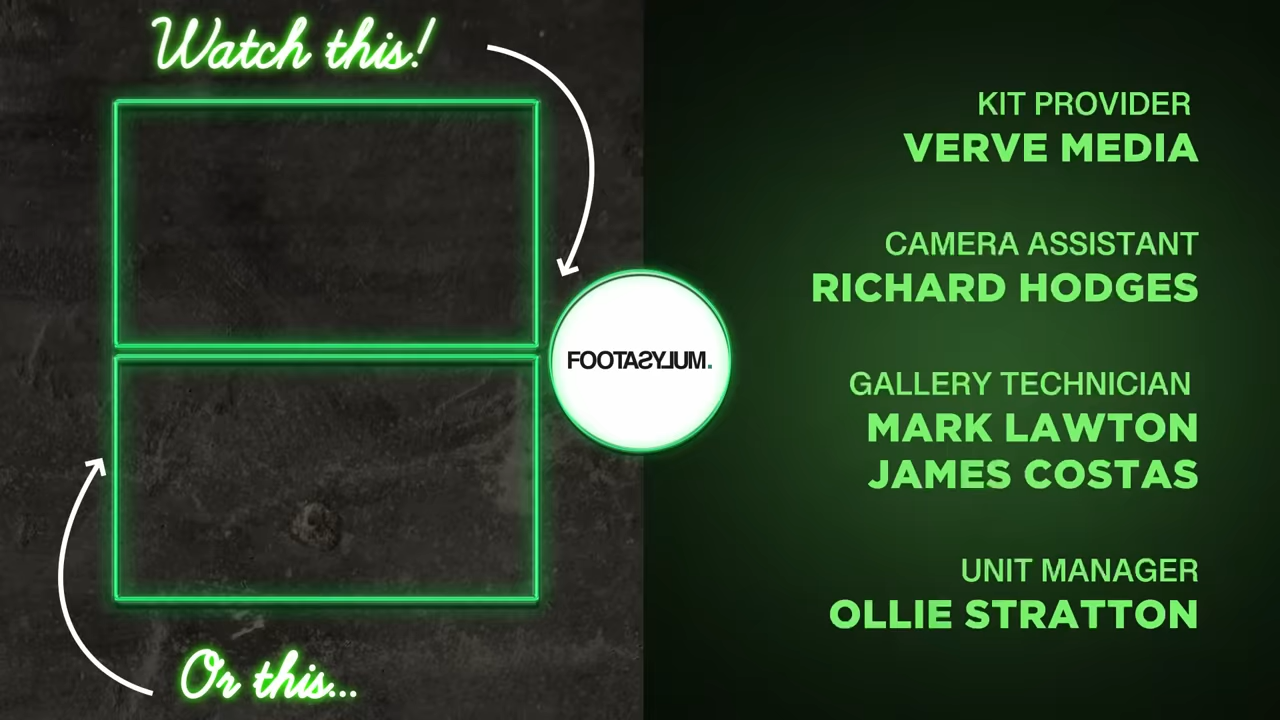 Watch this!
FOOTASYLUM.
Or this...
KIT PROVIDER
VERVE MEDIA
CAMERA ASSISTANT
RICHARD HODGES
GALLERY TECHNICIAN
MARK LAWTON
JAMES COSTAS
UNIT MANAGER
OLLIE STRATTON